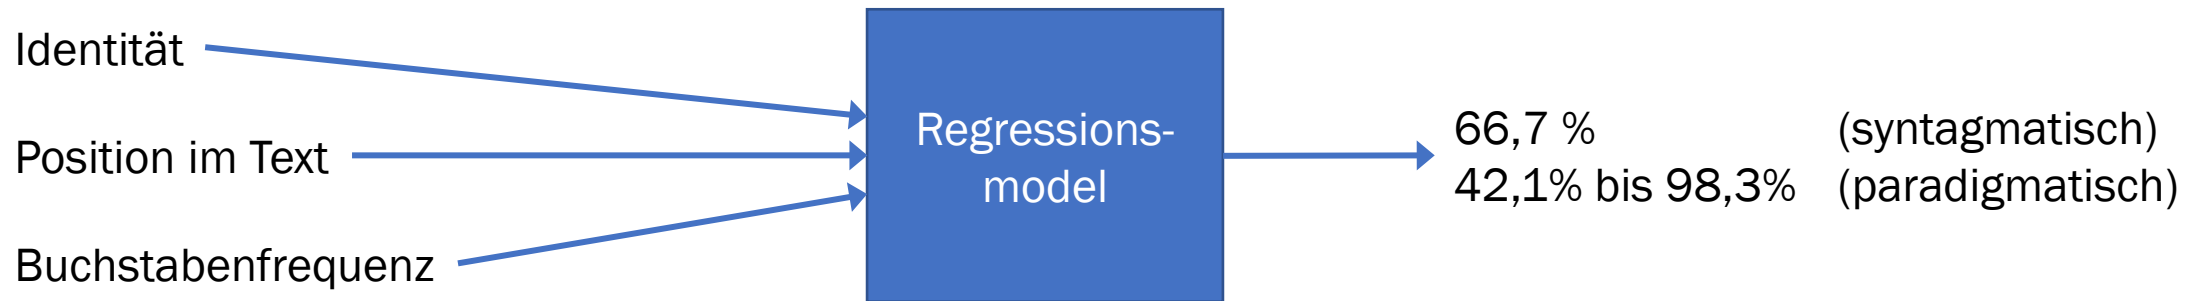 Identität
Position im Text
Buchstabenfrequenz
Regressions-
model
66,7 % (syntagmatisch)
42,1% bis 98,3% (paradigmatisch)